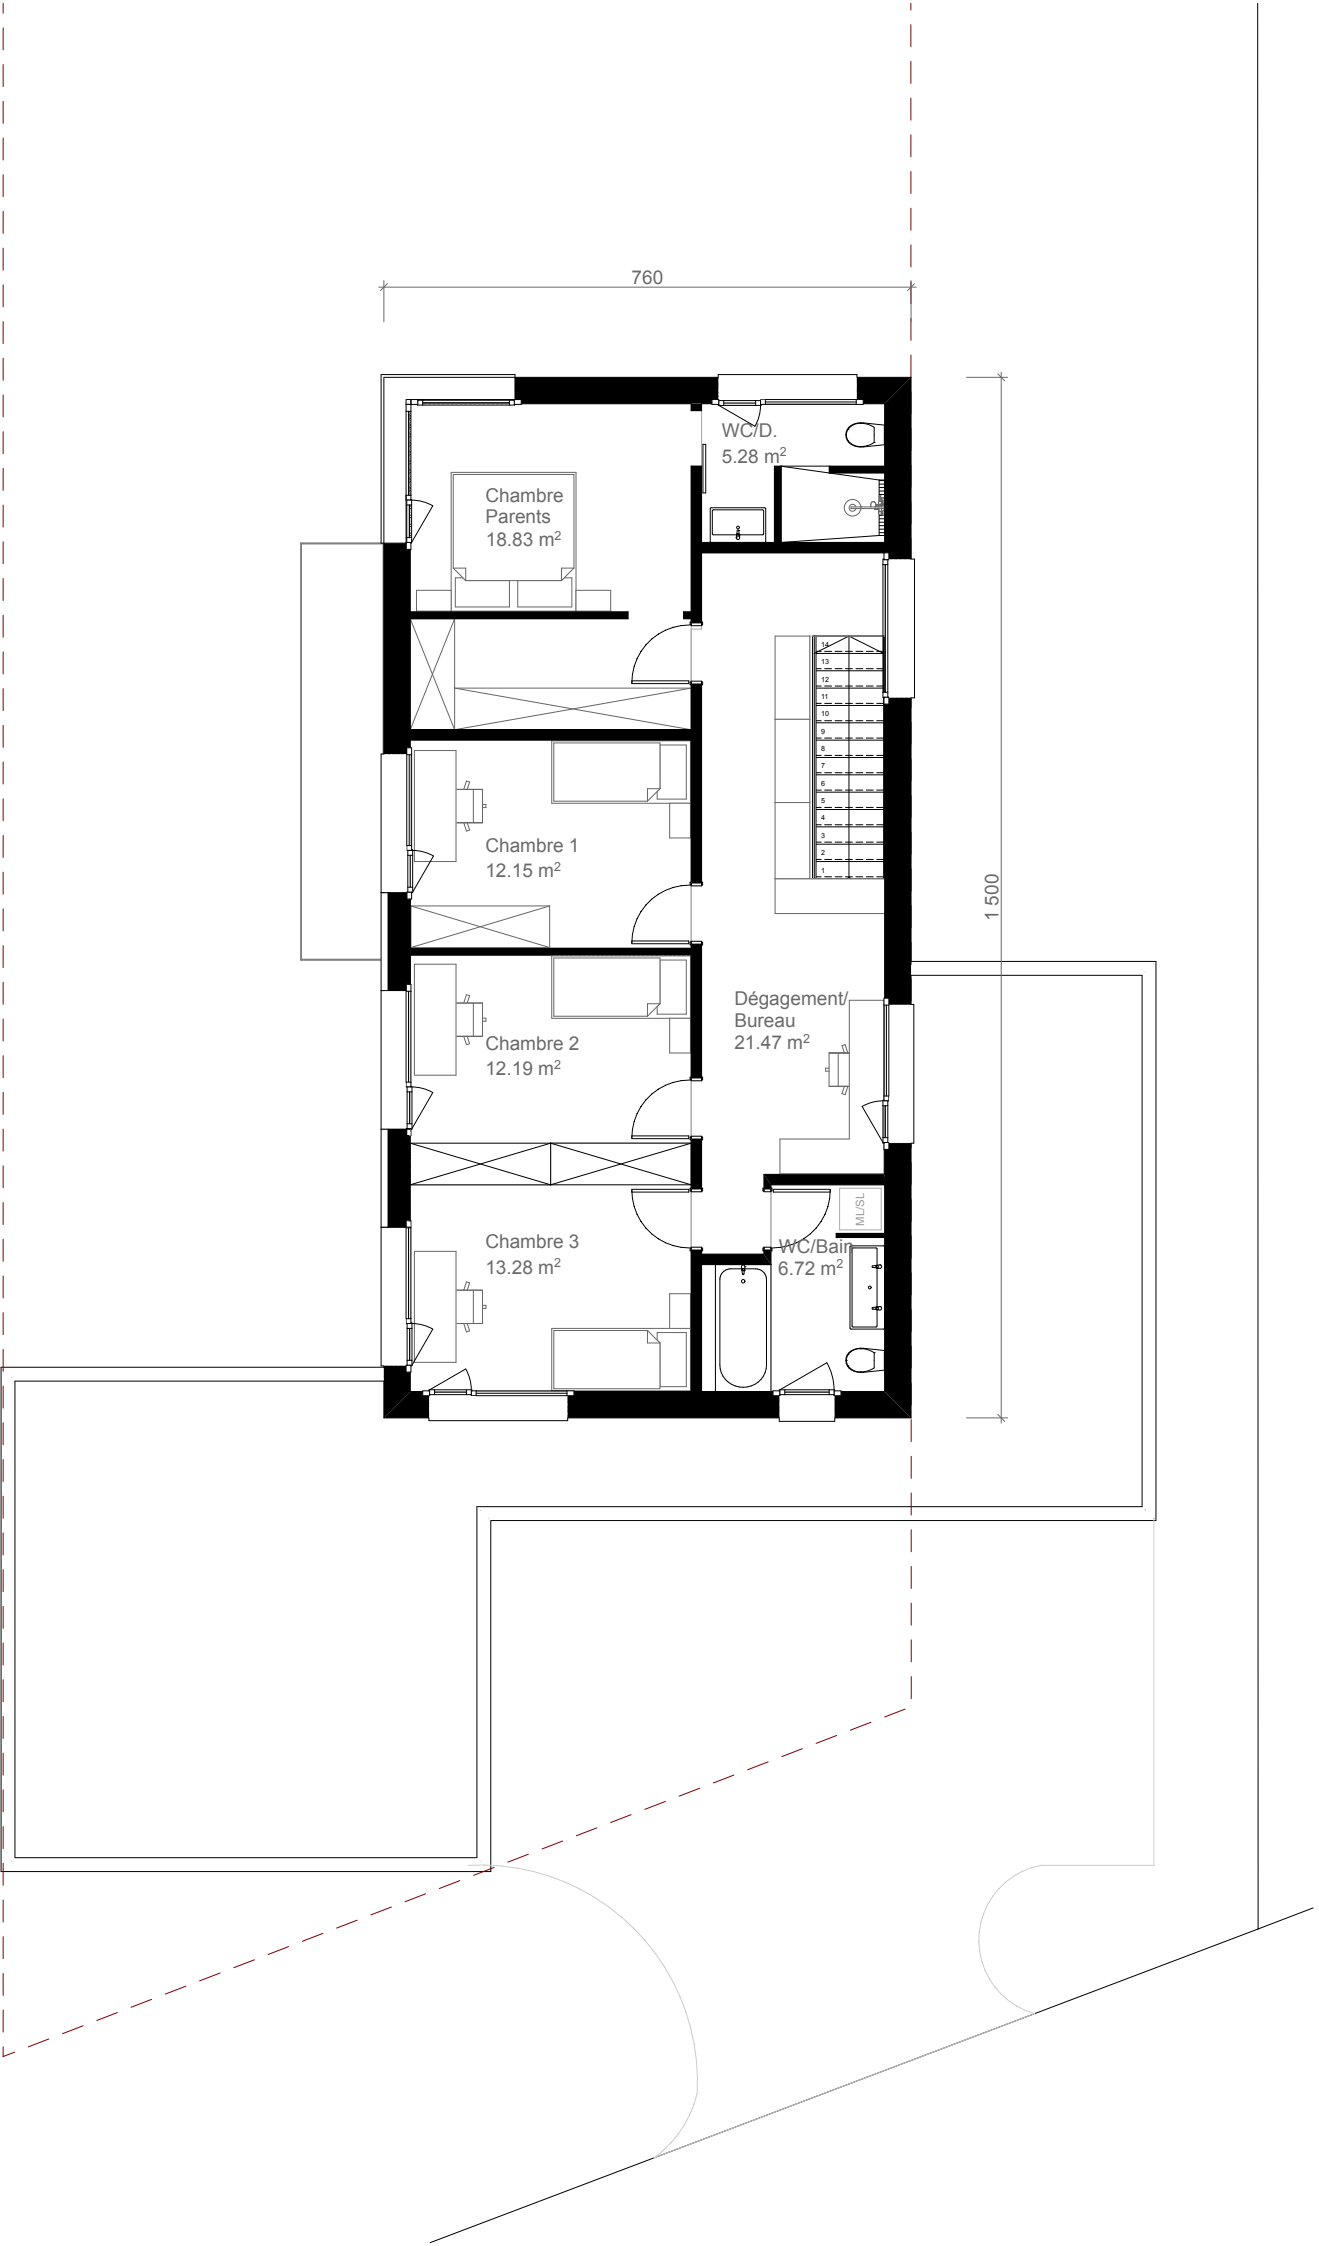 760
WC/D.
5.28 m²
Chambre
Parents
18.83 m²
14
13
12
11
10
9
8
7
6
5
4
3
2
1
Chambre 1
12.15 m²
1 500
Dégagement/
Bureau
21.47 m²
Chambre 2
12.19 m²
ML/SL
Chambre 3
13.28 m²
WC/Bain
6.72 m²